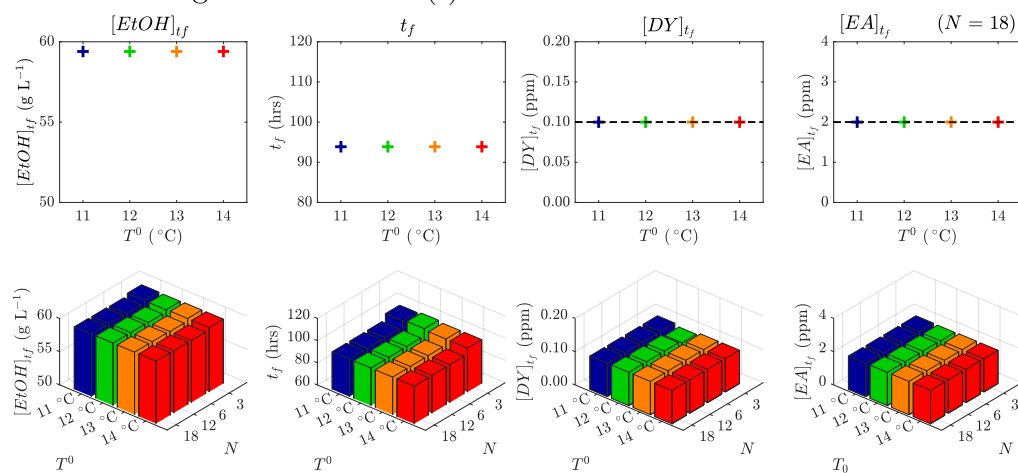 [EtOH]tf
tf
[DY]tf
[EA]tf (N = 18)
[EtOH]tf (g L−1)
60
55
50
11 12 13 14
T0 (°C)
tf (hrs)
120
100
90
80
11 12 13 14
T0 (°C)
[DY]tf (ppm)
0.20
0.15
0.10
0.05
0.00
11 12 13 14
T0 (°C)
[EA]tf (ppm)
4
3
2
1
0
11 12 13 14
T0 (°C)
[EtOH]tf (g L−1)
60
55
50
11 °C
12 °C
13 °C
14 °C
18
12
6
3
N
T0
tf (hrs)
120
100
80
60
11 °C
12 °C
13 °C
14 °C
18
12
6
3
N
T0
[DY]tf (ppm)
0.20
0.10
0.00
11 °C
12 °C
13 °C
14 °C
18
12
6
3
N
T0
[EA]tf (ppm)
4
2
0
11 °C
12 °C
13 °C
14 °C
18
12
6
3
N
T0